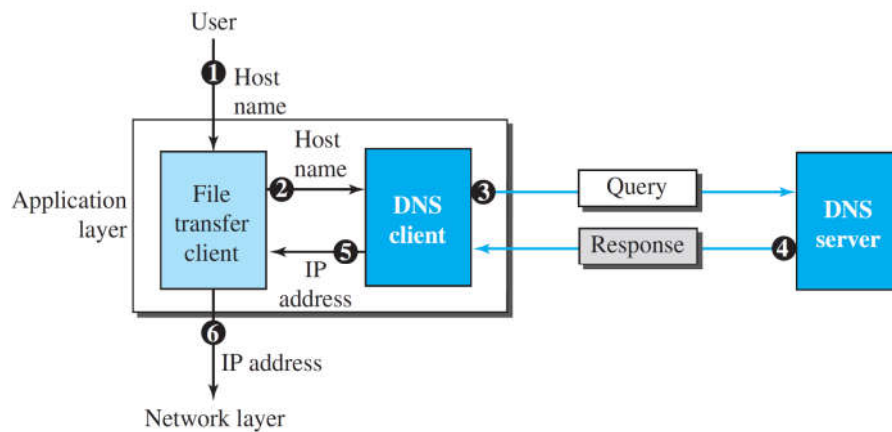 User
1
Host
name
Application
layer
File
transfer
client
2
Host
name
DNS
client
3
Query
DNS
server
Response
4
5
IP
address
6
IP address
Network layer